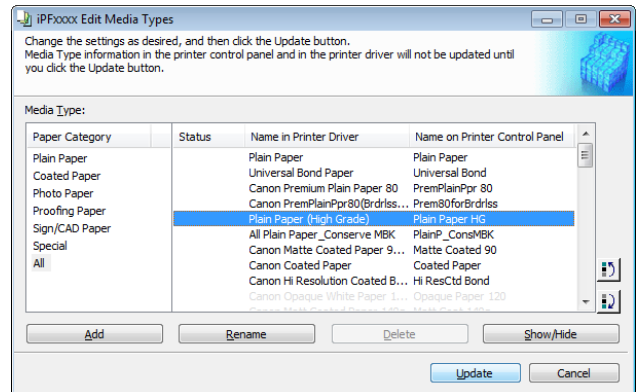 iPFxxxx Edit Media Types
Change the settings as desired, and then click the Update button.
Media Type information in the printer control panel and in the printer driver will not be updated until
you click the Update button.
Media Type:
Paper Category Status Name in Printer Driver Name on Printer Control Panel
Plain Paper
Coated Paper
Photo Paper
Proofing Paper
Sign/CAD Paper
Special
All
Plain Paper Plain Paper
Universal Bond Paper Universal Bond
Canon Premium Plain Paper 80 PremPlainPpr 80
Canon PremPlainPpr80(Brdrlss... Prem80forBrdrlss
Plain Paper (High Grade) Plain Paper HG
All Plain Paper_Conserve MBK PlainP_ConsMBK
Canon Matte Coated Paper 9... Matte Coated 90
Canon Coated Paper Coated Paper
Canon Hi Resolution Coated B... Hi ResCtd Bond
Canon Opaque White Paper 1... Opaque Paper 120
Add Rename Delete Show/Hide
Update Cancel